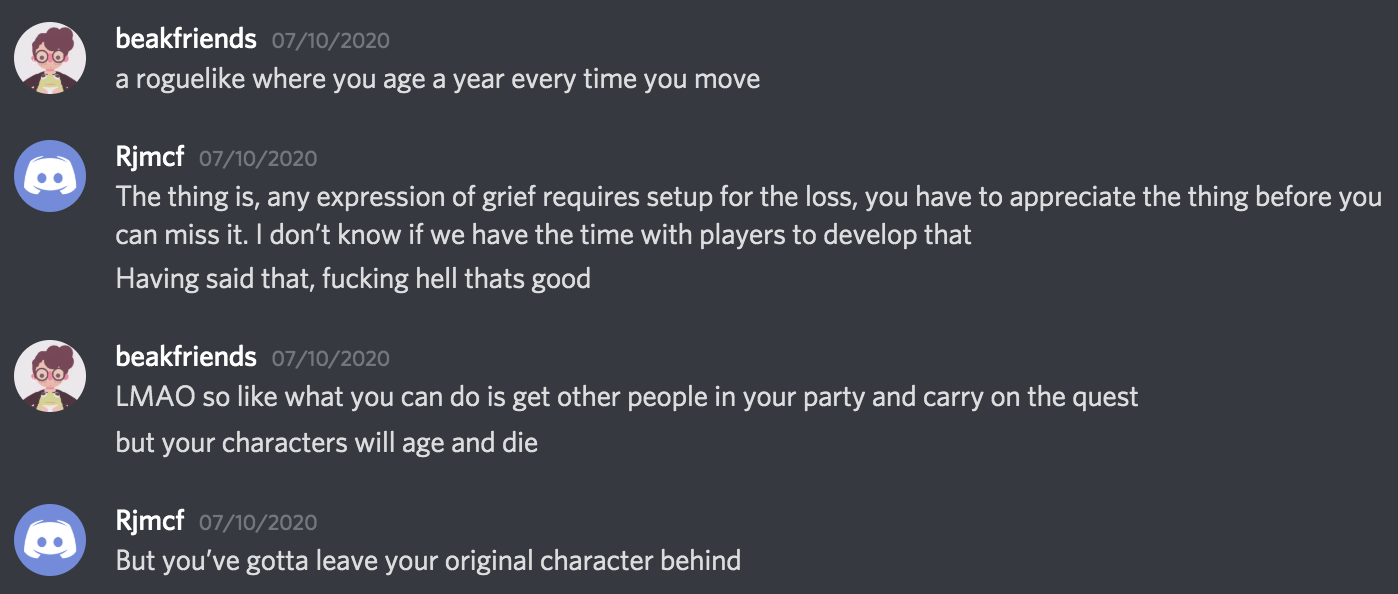 beakfriends 07/10/2020
a roguelike where you age a year every time you move
Rjmcf 07/10/2020
The thing is, any expression of grief requires setup for the loss, you have to appreciate the thing before you
can miss it. I don't know if we have the time with players to develop that
Having said that, fucking hell thats good
beakfriends 07/10/2020
LMAO so like what you can do is get other people in your party and carry on the quest
but your characters will age and die
Rjmcf 07/10/2020
But you've gotta leave your original character behind